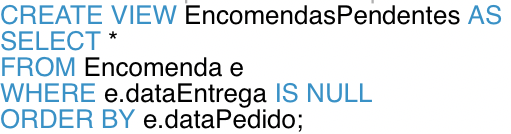 CREATE VIEW EncomendasPendentes AS
SELECT *
FROM Encomenda e
WHERE e.dataEntrega IS NULL
ORDER BY e.dataPedido;